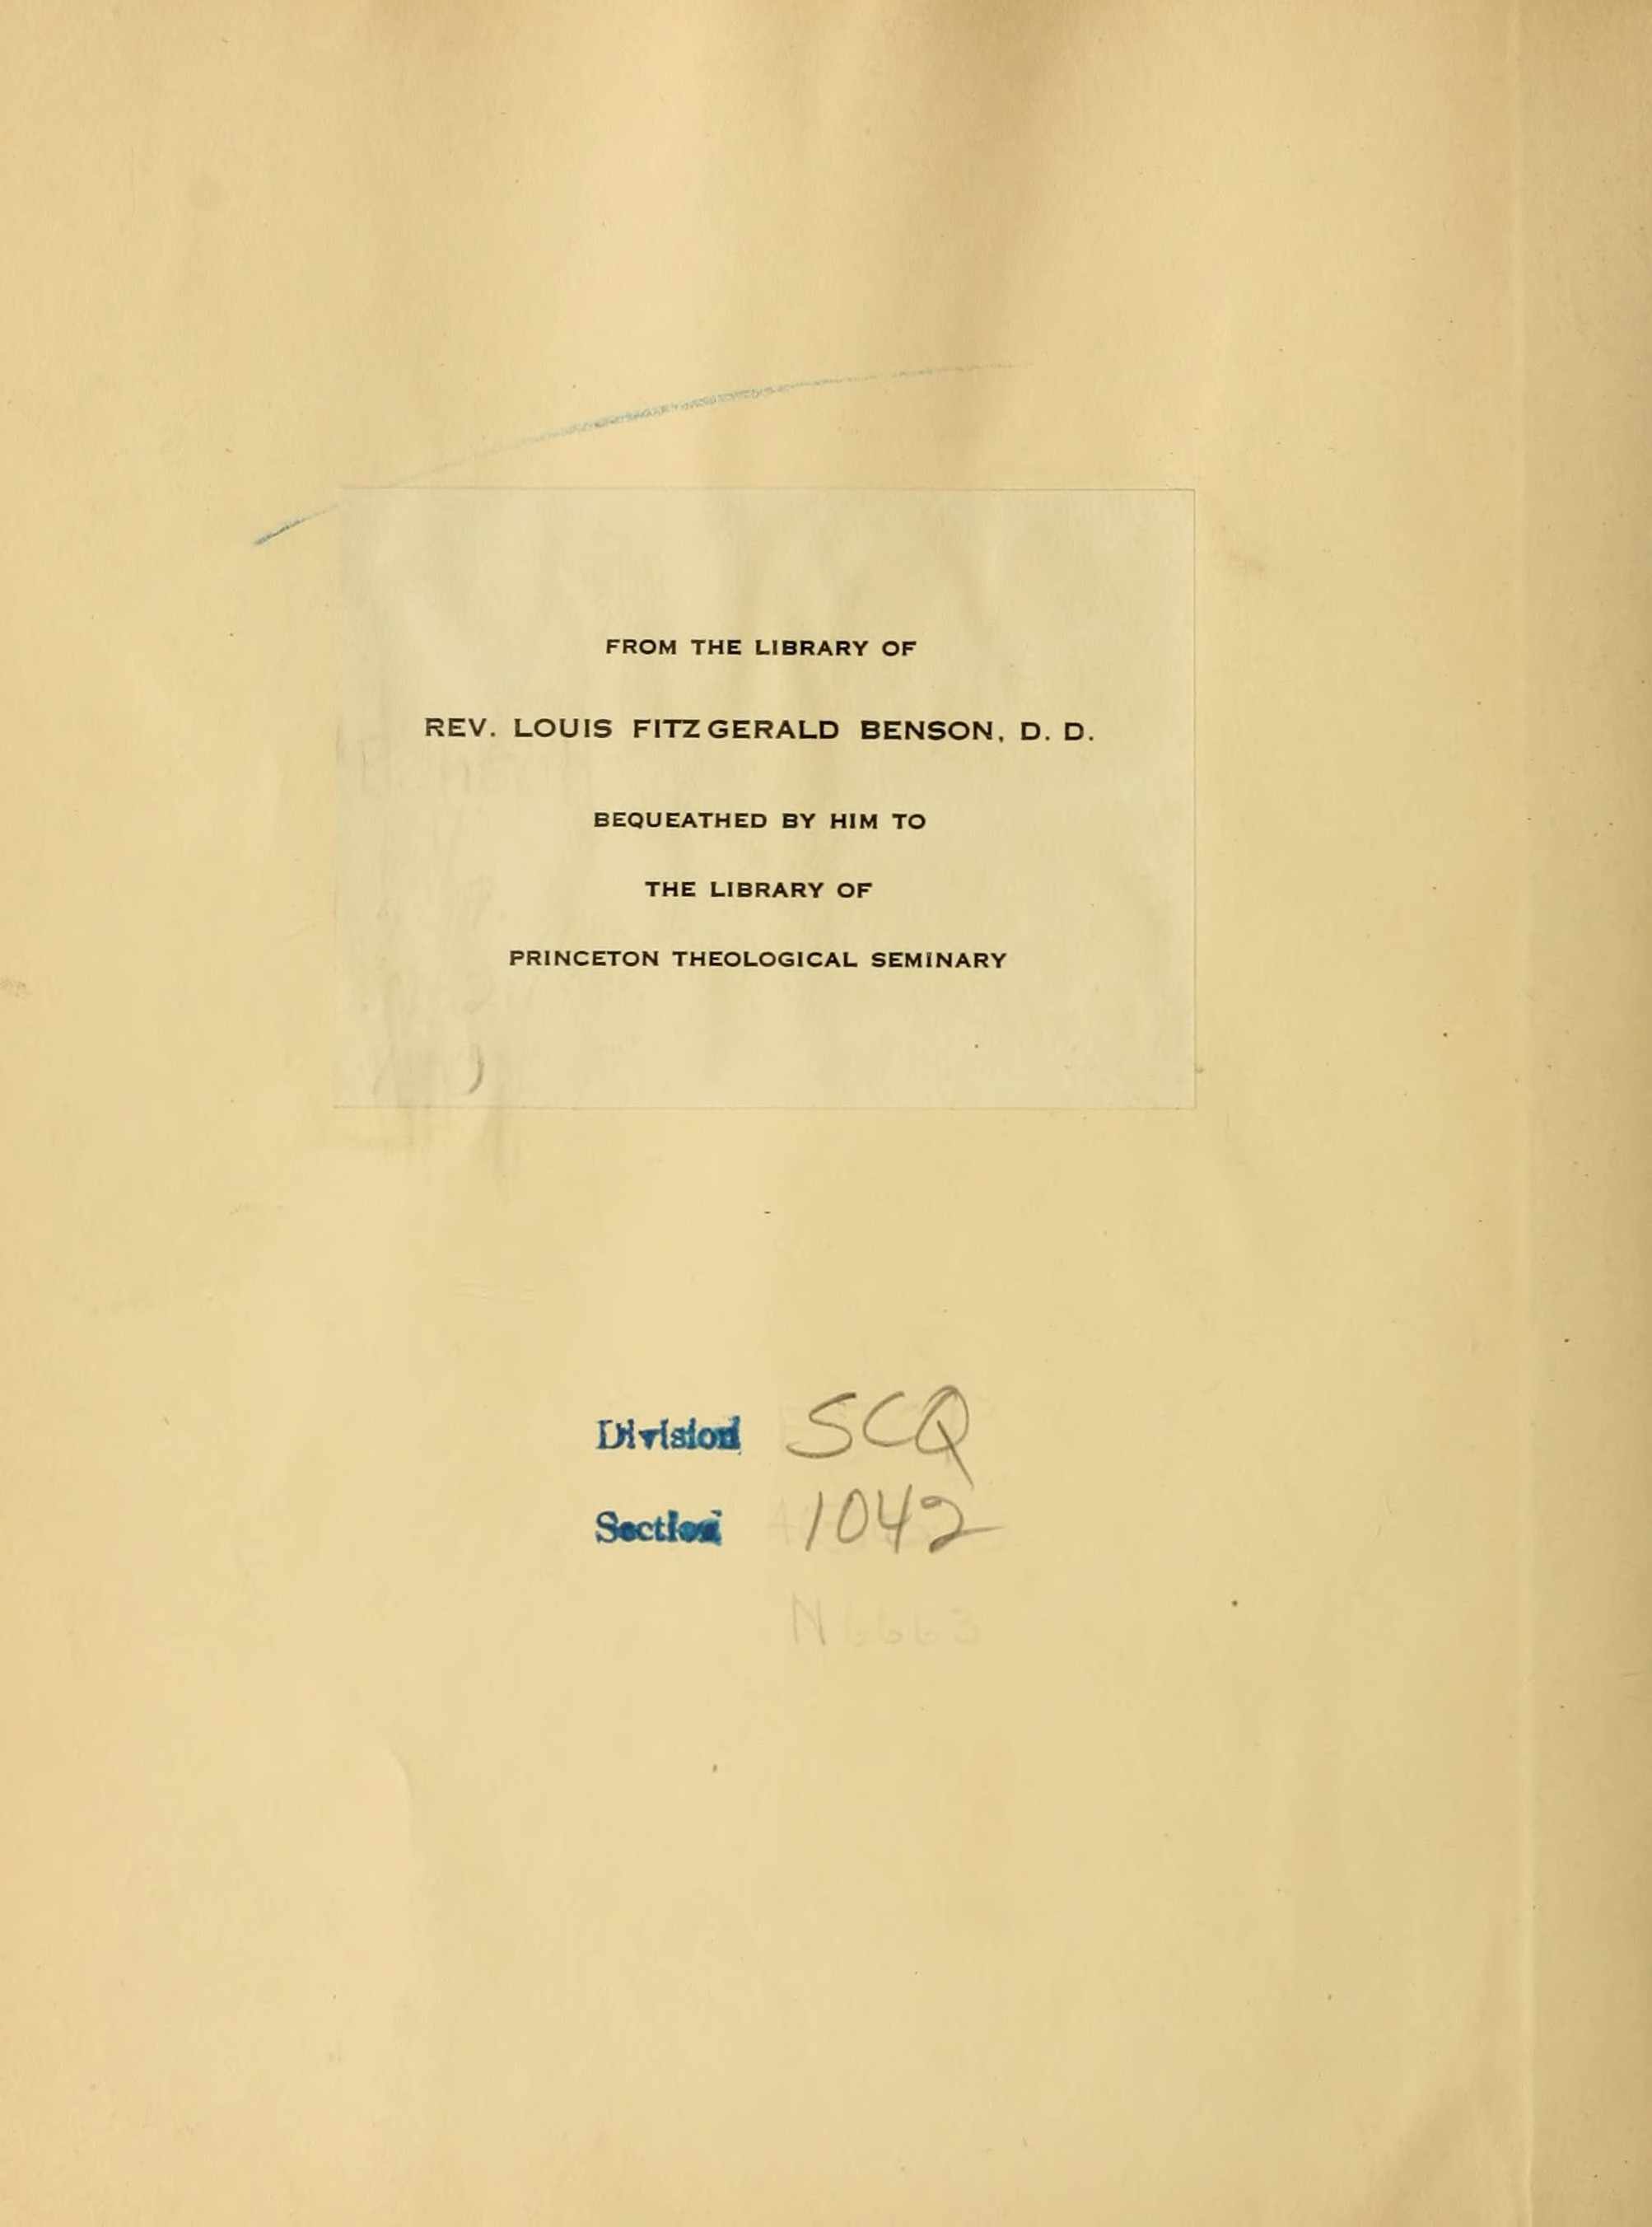 FROM THE LIBRARY OF
REV. LOUIS FITZGERALD BENSON, D. D.
BEQUEATHED BY HIM TO
THE LIBRARY OF
PRINCETON THEOLOGICAL SEMINARY
Division SCQ
Section 1042
N6663